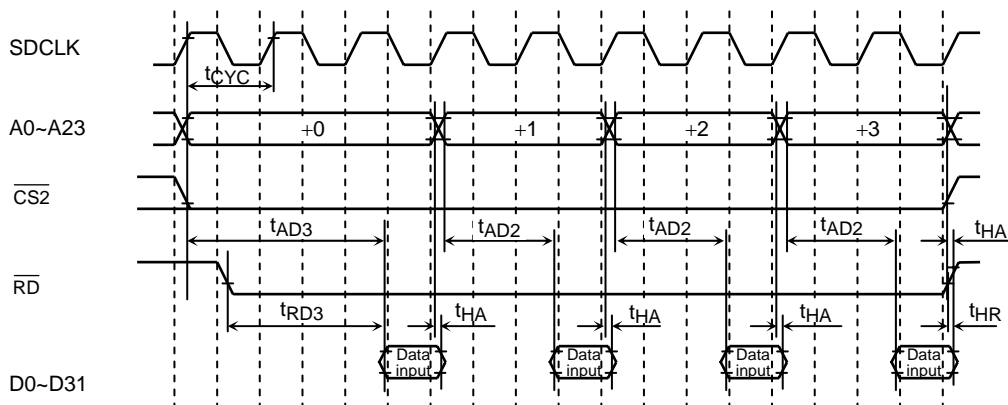 SDCLK
tCYC
A0~A23
+0
+1
+2
+3
CS2
tAD3
tAD2
tAD2
tAD2
tHA
RD
tRD3
tHA
tHA
tHA
tHR
D0~D31
Data
input
Data
input
Data
input
Data
input